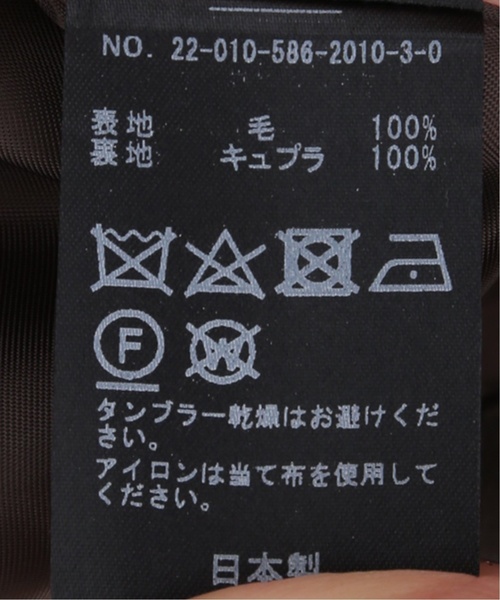 NO. 22-010-586-2010-3-0
表地 毛 100%
裏地 キュプラ 100%
F W
タンブラー乾燥はお避けくだ
さい。
アイロンは当て布を使用して
ください。
日本製